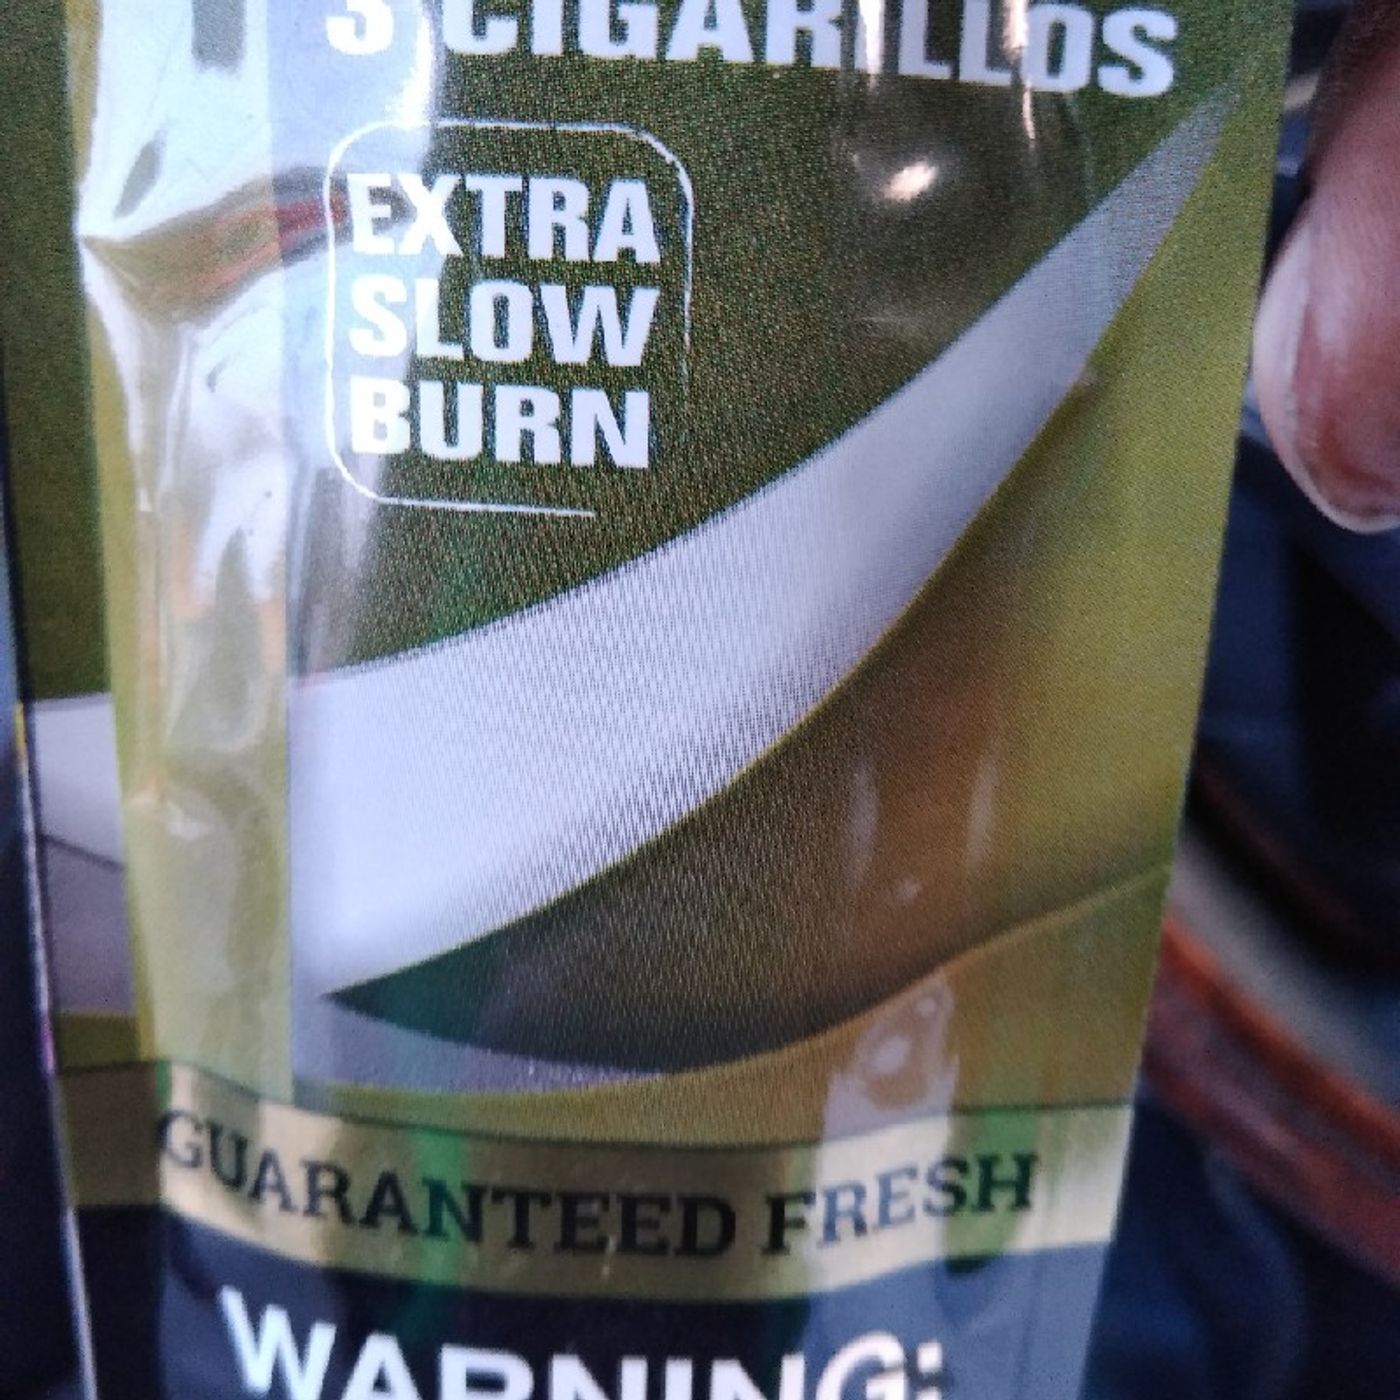 3 CIGARILLOS
EXTRA
SLOW
BURN
GUARANTEED FRESH
WARNING: